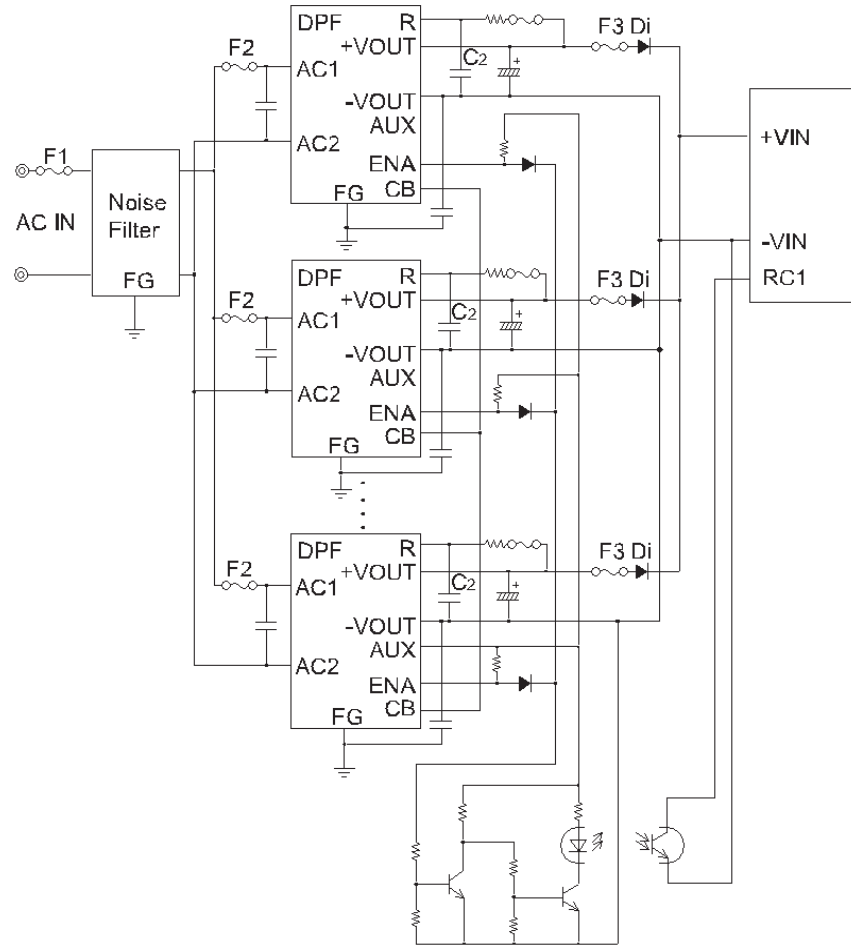 DPF
R
F3 Di
F2
+VOUT
C2
AC1
-VOUT
+VIN
AUX
F1
AC2
ENA
Noise
Filter
CB
AC IN
FG
-VIN
FG
DPF
R
F3 Di
RC1
F2
+VOUT
AC1
C2
-VOUT
AUX
AC2
ENA
CB
FG
DPF
R
F3 Di
F2
+VOUT
AC1
C2
-VOUT
AUX
AC2
ENA
CB
FG
+
+
+